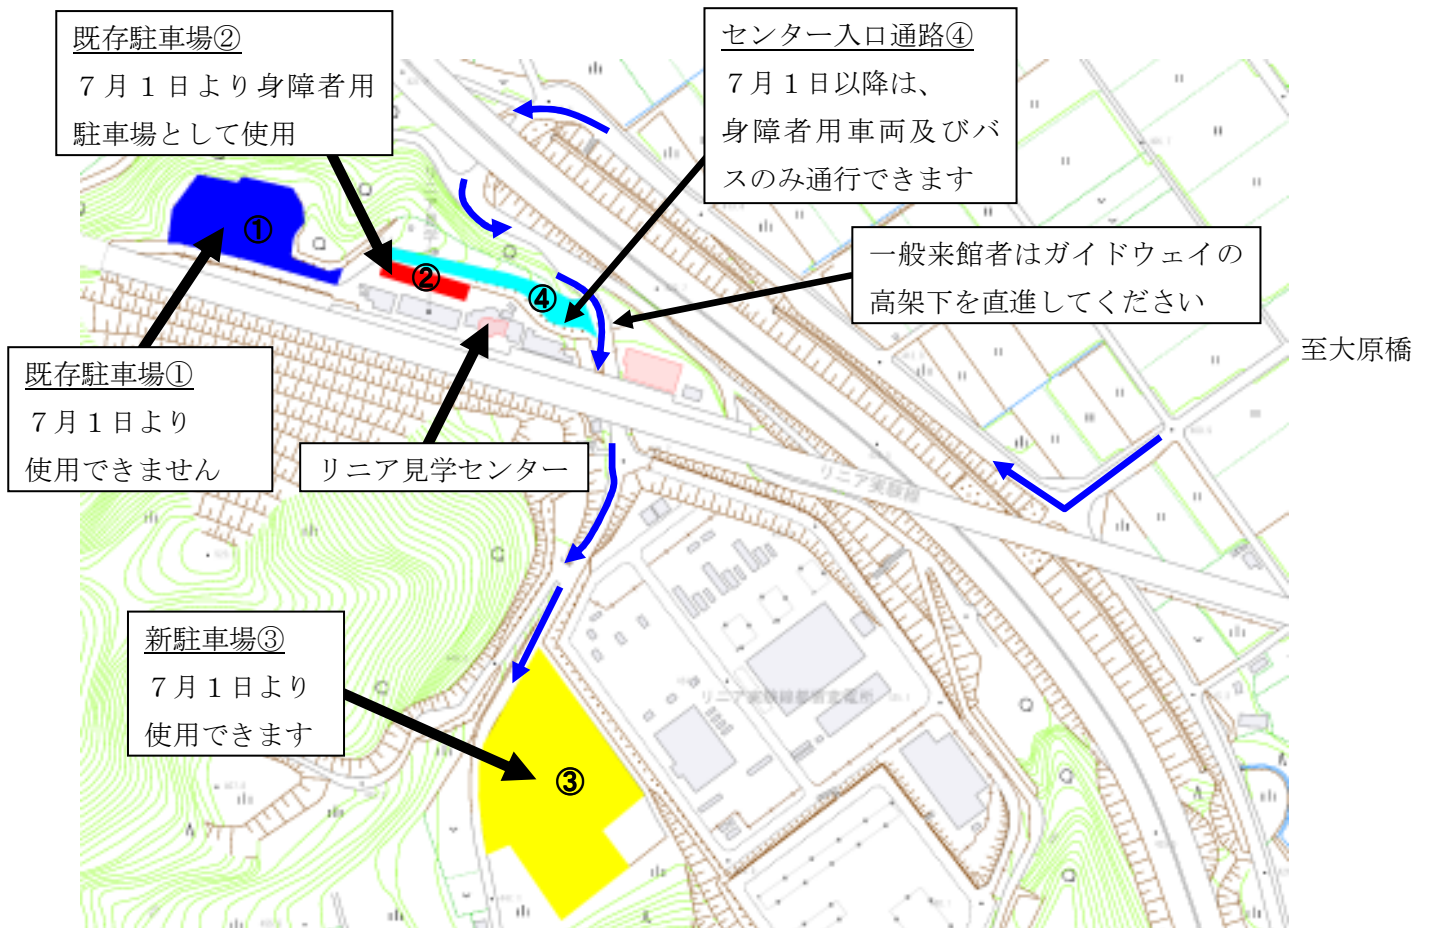 既存駐車場②
７月１日より身障者用
駐車場として使用
センター入口通路④
７月１日以降は、
身障者用車両及びバ
スのみ通行できます
一般来館者はガイドウェイの
高架下を直進してください
至大原橋
①
②
④
既存駐車場①
７月１日より
使用できません
リニア見学センター
リニア実験線
新駐車場③
７月１日より
使用できます
③